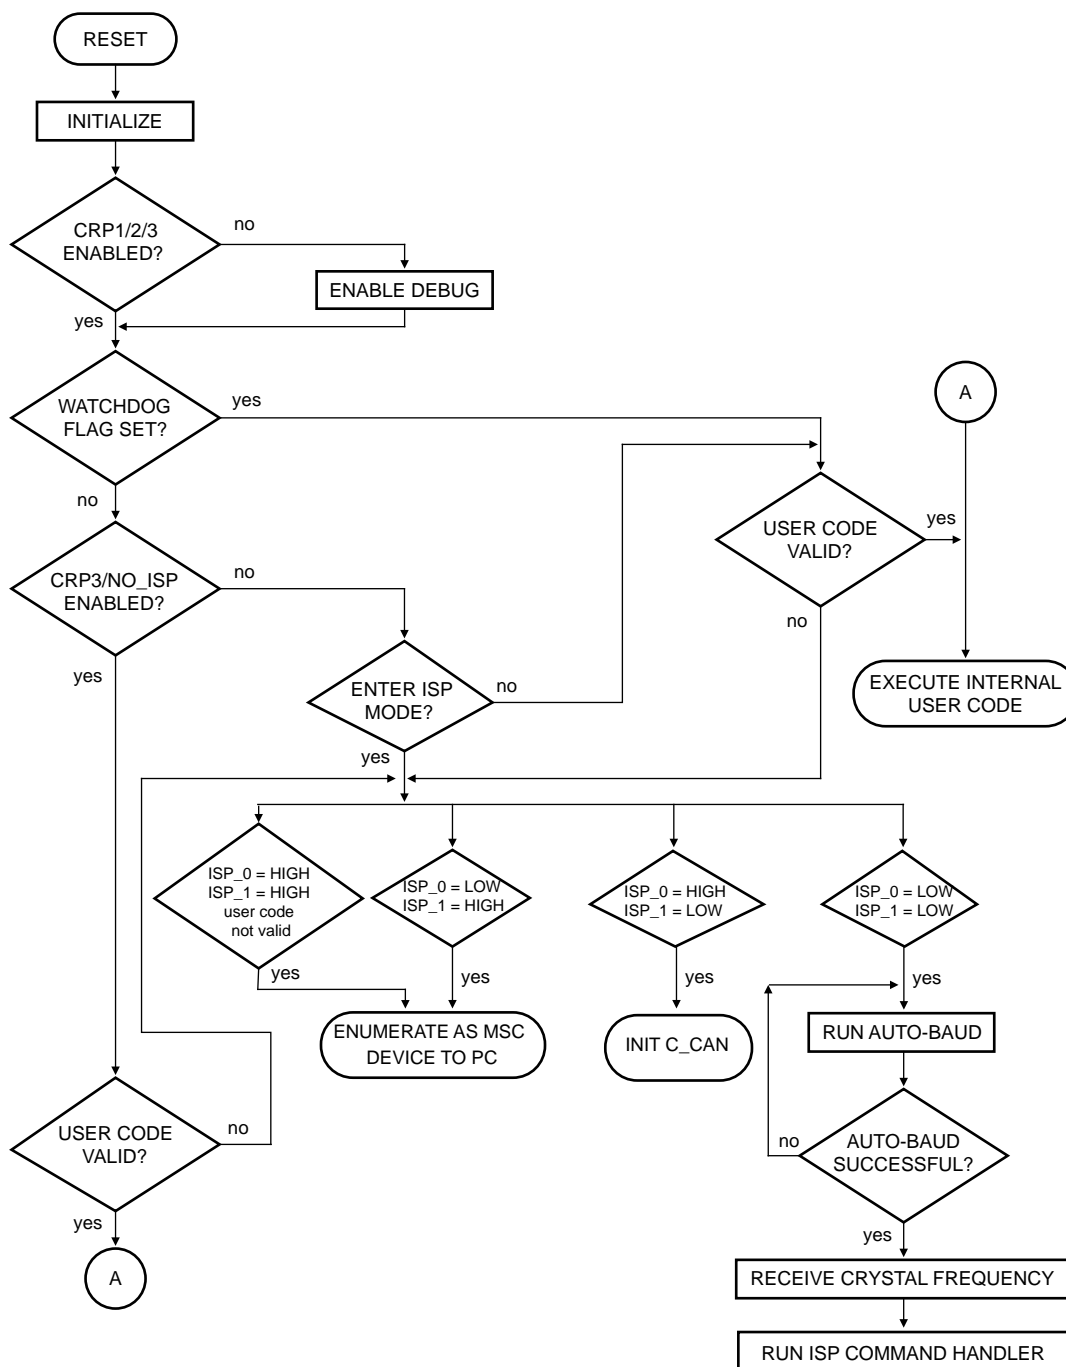 RESET
INITIALIZE
CRP1/2/3
ENABLED?
no
ENABLE DEBUG
yes
WATCHDOG
FLAG SET?
yes
A
no
USER CODE
VALID?
yes
no
CRP3/NO_ISP
ENABLED?
no
yes
ENTER ISP
MODE?
no
yes
EXECUTE INTERNAL
USER CODE
ISP_0 = HIGH
ISP_1 = HIGH
user code
not valid
yes
ISP_0 = LOW
ISP_1 = HIGH
yes
ISP_0 = HIGH
ISP_1 = LOW
yes
ISP_0 = LOW
ISP_1 = LOW
yes
ENUMERATE AS MSC
DEVICE TO PC
INIT C_CAN
RUN AUTO-BAUD
USER CODE
VALID?
no
yes
A
AUTO-BAUD
SUCCESSFUL?
no
yes
RECEIVE CRYSTAL FREQUENCY
RUN ISP COMMAND HANDLER